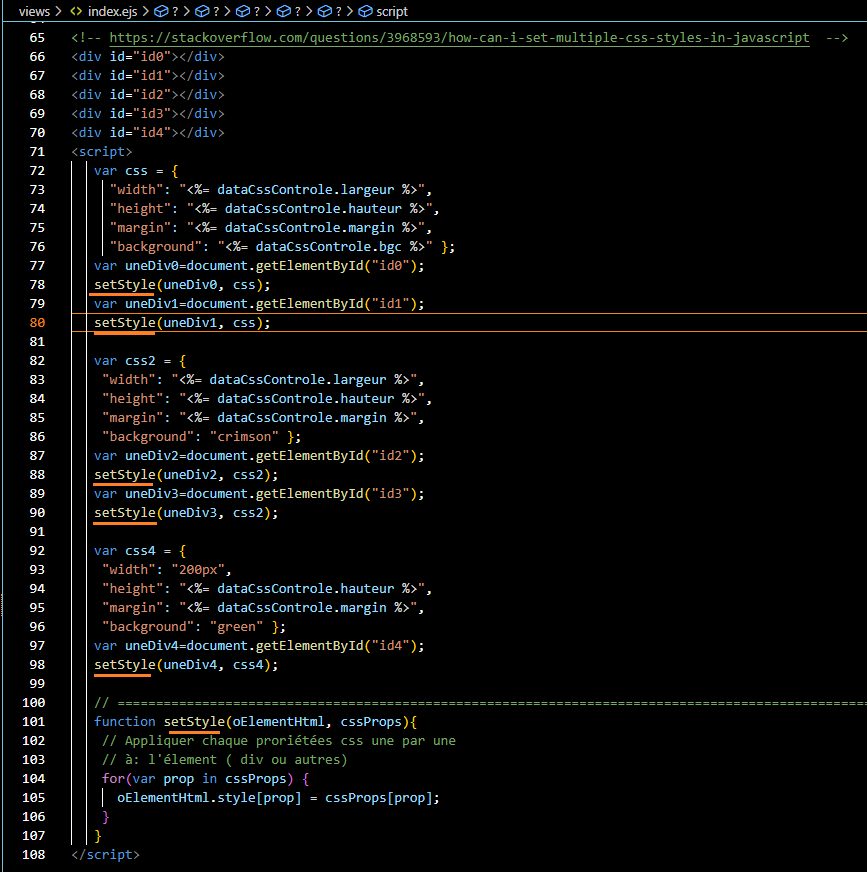 views > <> index.ejs > ? > ? > ? > ? > ? > script
65 <!-- https://stackoverflow.com/questions/3968593/how-can-i-set-multiple-css-styles-in-javascript -->
66 <div id="id0"></div>
67 <div id="id1"></div>
68 <div id="id2"></div>
69 <div id="id3"></div>
70 <div id="id4"></div>
71 <script>
72 var css = {
73 "width": "<%= dataCssControle.largeur %>",
74 "height": "<%= dataCssControle.hauteur %>",
75 "margin": "<%= dataCssControle.margin %>",
76 "background": "<%= dataCssControle.bgc %>" };
77 var uneDiv0=document.getElementById("id0");
78 setStyle(uneDiv0, css);
79 var uneDiv1=document.getElementById("id1");
80 setStyle(uneDiv1, css);
81
82 var css2 = {
83 "width": "<%= dataCssControle.largeur %>",
84 "height": "<%= dataCssControle.hauteur %>",
85 "margin": "<%= dataCssControle.margin %>",
86 "background": "crimson" };
87 var uneDiv2=document.getElementById("id2");
88 setStyle(uneDiv2, css2);
89 var uneDiv3=document.getElementById("id3");
90 setStyle(uneDiv3, css2);
91
92 var css4 = {
93 "width": "200px",
94 "height": "<%= dataCssControle.hauteur %>",
95 "margin": "<%= dataCssControle.margin %>",
96 "background": "green" };
97 var uneDiv4=document.getElementById("id4");
98 setStyle(uneDiv4, css4);
99
100 // ==========================================================================================
101 function setStyle(oElementHtml, cssProps){
102 // Appliquer chaque proriétées css une par une
103 // à: l'élement ( div ou autres)
104 for(var prop in cssProps) {
105 oElementHtml.style[prop] = cssProps[prop];
106 }
107 }
108 </script>